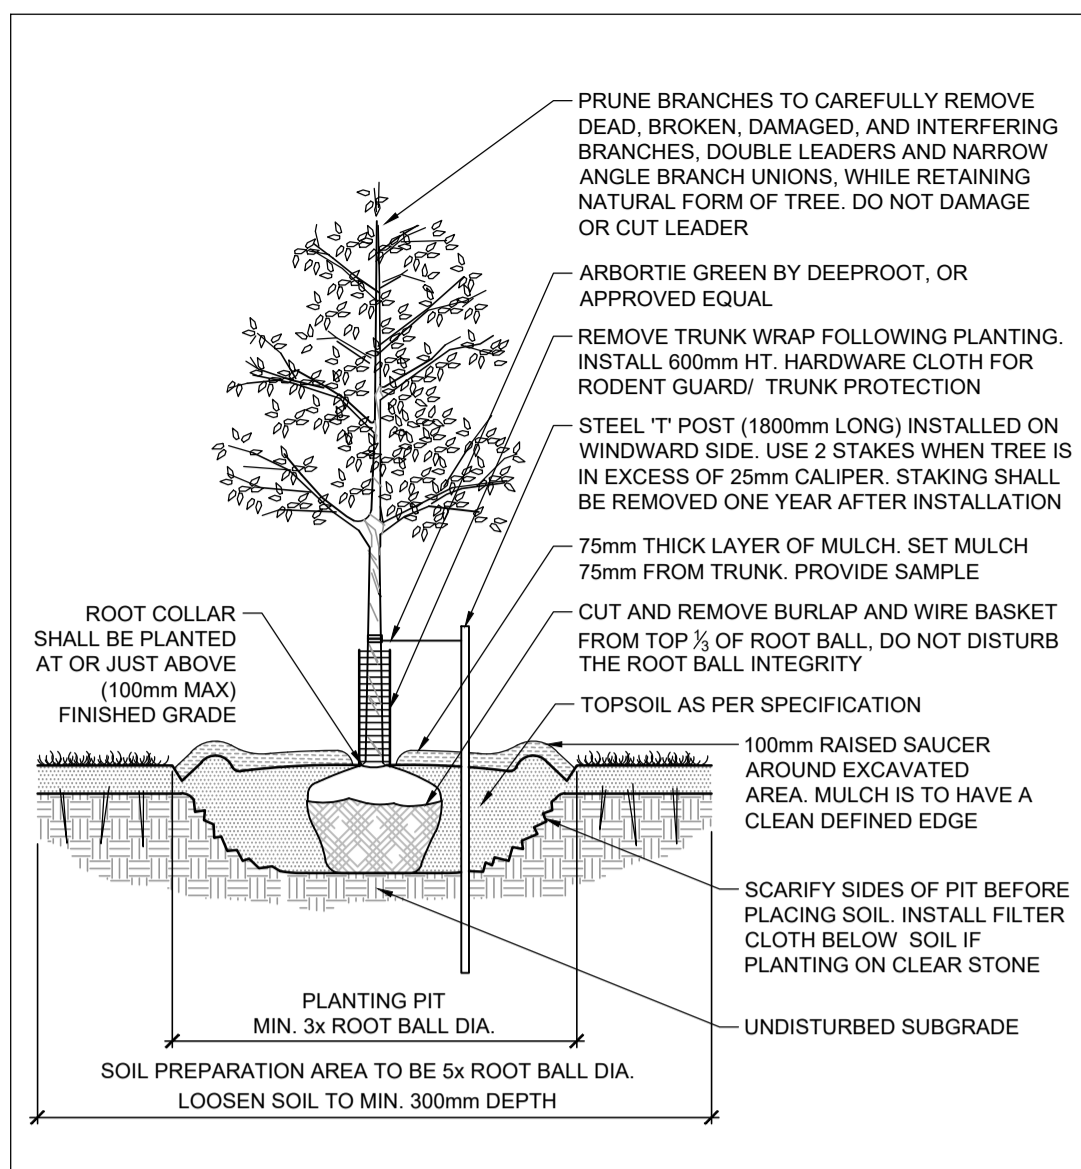 PRUNE BRANCHES TO CAREFULLY REMOVE
DEAD, BROKEN, DAMAGED, AND INTERFERING
BRANCHES, DOUBLE LEADERS AND NARROW
ANGLE BRANCH UNIONS, WHILE RETAINING
NATURAL FORM OF TREE. DO NOT DAMAGE
OR CUT LEADER
ARBORTIE GREEN BY DEEPROOT, OR
APPROVED EQUAL
REMOVE TRUNK WRAP FOLLOWING PLANTING.
INSTALL 600mm HT. HARDWARE CLOTH FOR
RODENT GUARD/ TRUNK PROTECTION
STEEL 'T' POST (1800mm LONG) INSTALLED ON
WINDWARD SIDE. USE 2 STAKES WHEN TREE IS
IN EXCESS OF 25mm CALIPER. STAKING SHALL
BE REMOVED ONE YEAR AFTER INSTALLATION
75mm THICK LAYER OF MULCH. SET MULCH
75mm FROM TRUNK. PROVIDE SAMPLE
CUT AND REMOVE BURLAP AND WIRE BASKET
FROM TOP ⅓ OF ROOT BALL, DO NOT DISTURB
THE ROOT BALL INTEGRITY
ROOT COLLAR
SHALL BE PLANTED
AT OR JUST ABOVE
(100mm MAX)
FINISHED GRADE
TOPSOIL AS PER SPECIFICATION
100mm RAISED SAUCER
AROUND EXCAVATED
AREA. MULCH IS TO HAVE A
CLEAN DEFINED EDGE
SCARIFY SIDES OF PIT BEFORE
PLACING SOIL. INSTALL FILTER
CLOTH BELOW SOIL IF
PLANTING ON CLEAR STONE
UNDISTURBED SUBGRADE
PLANTING PIT
MIN. 3x ROOT BALL DIA.
SOIL PREPARATION AREA TO BE 5x ROOT BALL DIA.
LOOSEN SOIL TO MIN. 300mm DEPTH